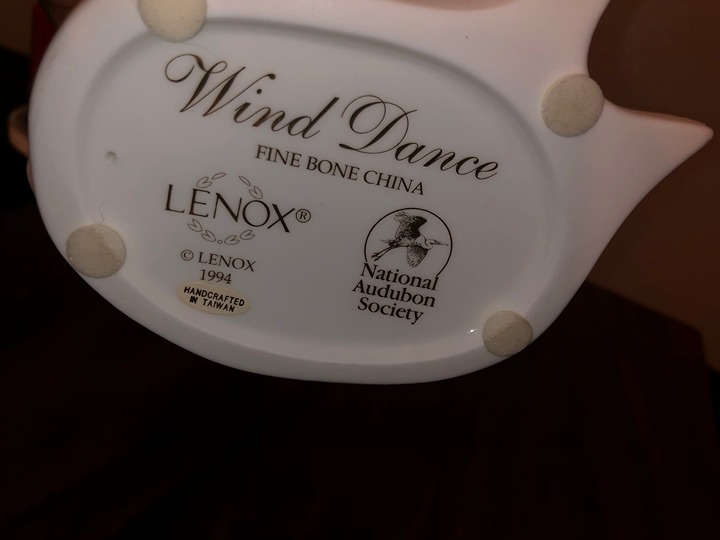 Wind Dance
FINE BONE CHINA
LENOX®
© LENOX
1994
HANDCRAFTED
IN TAIWAN
National
Audubon
Society